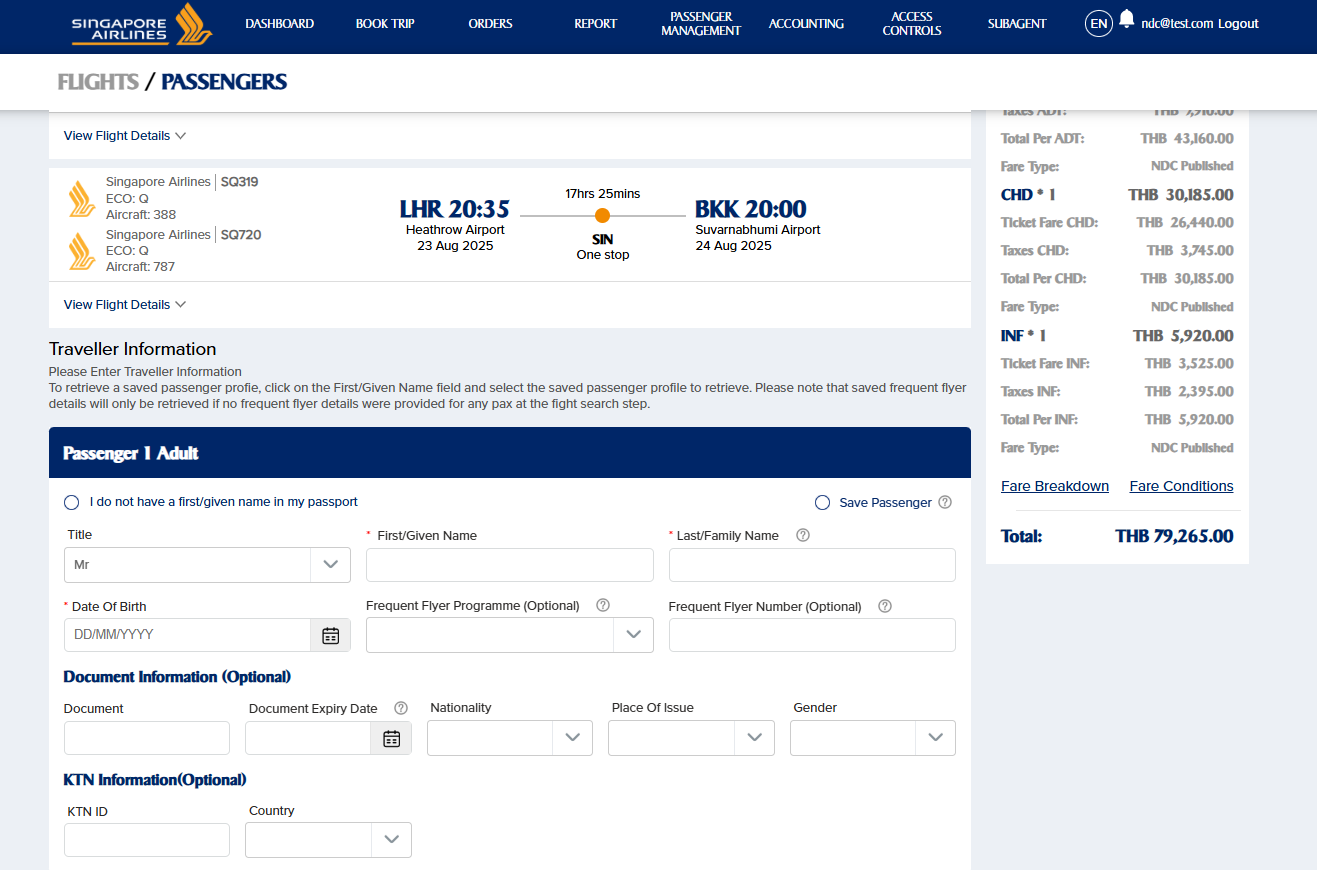 SINGAPORE AIRLINES
DASHBOARD
BOOK TRIP
ORDERS
REPORT
PASSENGER MANAGEMENT
ACCOUNTING
ACCESS CONTROLS
SUBAGENT
EN
ndc@test.com Logout
FLIGHTS / PASSENGERS
View Flight Details
Singapore Airlines | SQ319
ECO: Q
Aircraft: 388
Singapore Airlines | SQ720
ECO: Q
Aircraft: 787
LHR 20:35
Heathrow Airport
23 Aug 2025
17hrs 25mins
SIN
One stop
BKK 20:00
Suvarnabhumi Airport
24 Aug 2025
View Flight Details
Traveller Information
Please Enter Traveller Information
To retrieve a saved passenger profie, click on the First/Given Name field and select the saved passenger profile to retrieve. Please note that saved frequent flyer
details will only be retrieved if no frequent flyer details were provided for any pax at the fight search step.
Passenger 1 Adult
I do not have a first/given name in my passport
Save Passenger ?
Title
* First/Given Name
* Last/Family Name ?
Mr
* Date Of Birth
Frequent Flyer Programme (Optional) ?
Frequent Flyer Number (Optional) ?
DD/MM/YYYY
Document Information (Optional)
Document
Document Expiry Date ?
Nationality
Place Of Issue
Gender
KTN Information(Optional)
KTN ID
Country
Taxes ADT: THB 7,910.00
Total Per ADT: THB 43,160.00
Fare Type: NDC Published
CHD * 1 THB 30,185.00
Ticket Fare CHD: THB 26,440.00
Taxes CHD: THB 3,745.00
Total Per CHD: THB 30,185.00
Fare Type: NDC Published
INF * 1 THB 5,920.00
Ticket Fare INF: THB 3,525.00
Taxes INF: THB 2,395.00
Total Per INF: THB 5,920.00
Fare Type: NDC Published
Fare Breakdown Fare Conditions
Total: THB 79,265.00